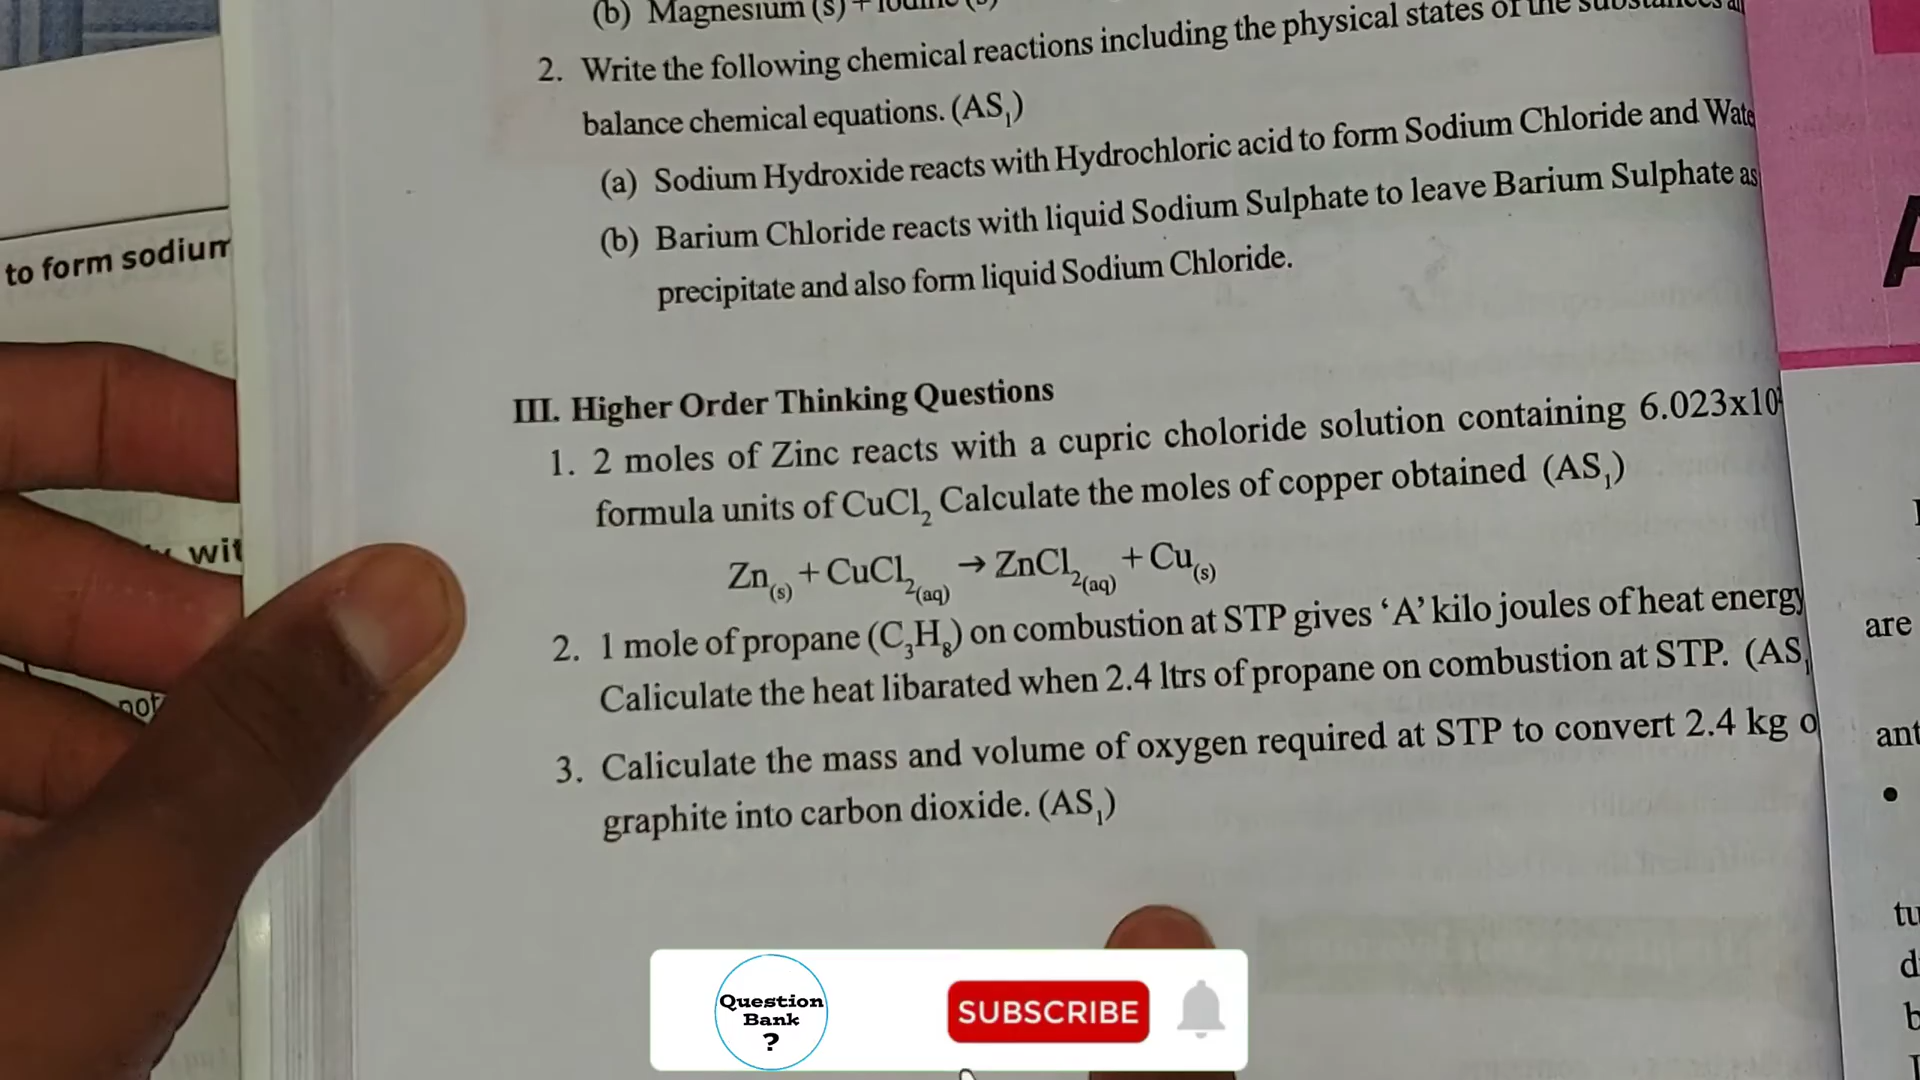 (b) Magnesium (s) + Iodine (s)
2. Write the following chemical reactions including the physical states of the substances
balance chemical equations. (AS₁)
(a) Sodium Hydroxide reacts with Hydrochloric acid to form Sodium Chloride and Wate
(b) Barium Chloride reacts with liquid Sodium Sulphate to leave Barium Sulphate as
precipitate and also form liquid Sodium Chloride.
III. Higher Order Thinking Questions
1. 2 moles of Zinc reacts with a cupric choloride solution containing 6.023x10
formula units of CuCl₂ Calculate the moles of copper obtained (AS₁)
Zn(s) + CuCl₂(aq) → ZnCl₂(aq) + Cu(s)
2. 1 mole of propane (C₃H₈) on combustion at STP gives ‘A’ kilo joules of heat energy
Caliculate the heat libarated when 2.4 ltrs of propane on combustion at STP. (AS₁
3. Caliculate the mass and volume of oxygen required at STP to convert 2.4 kg o
graphite into carbon dioxide. (AS₁)
to form sodium
wit
not
A
are
ant
•
tu
d
b
Question
Bank
?
SUBSCRIBE